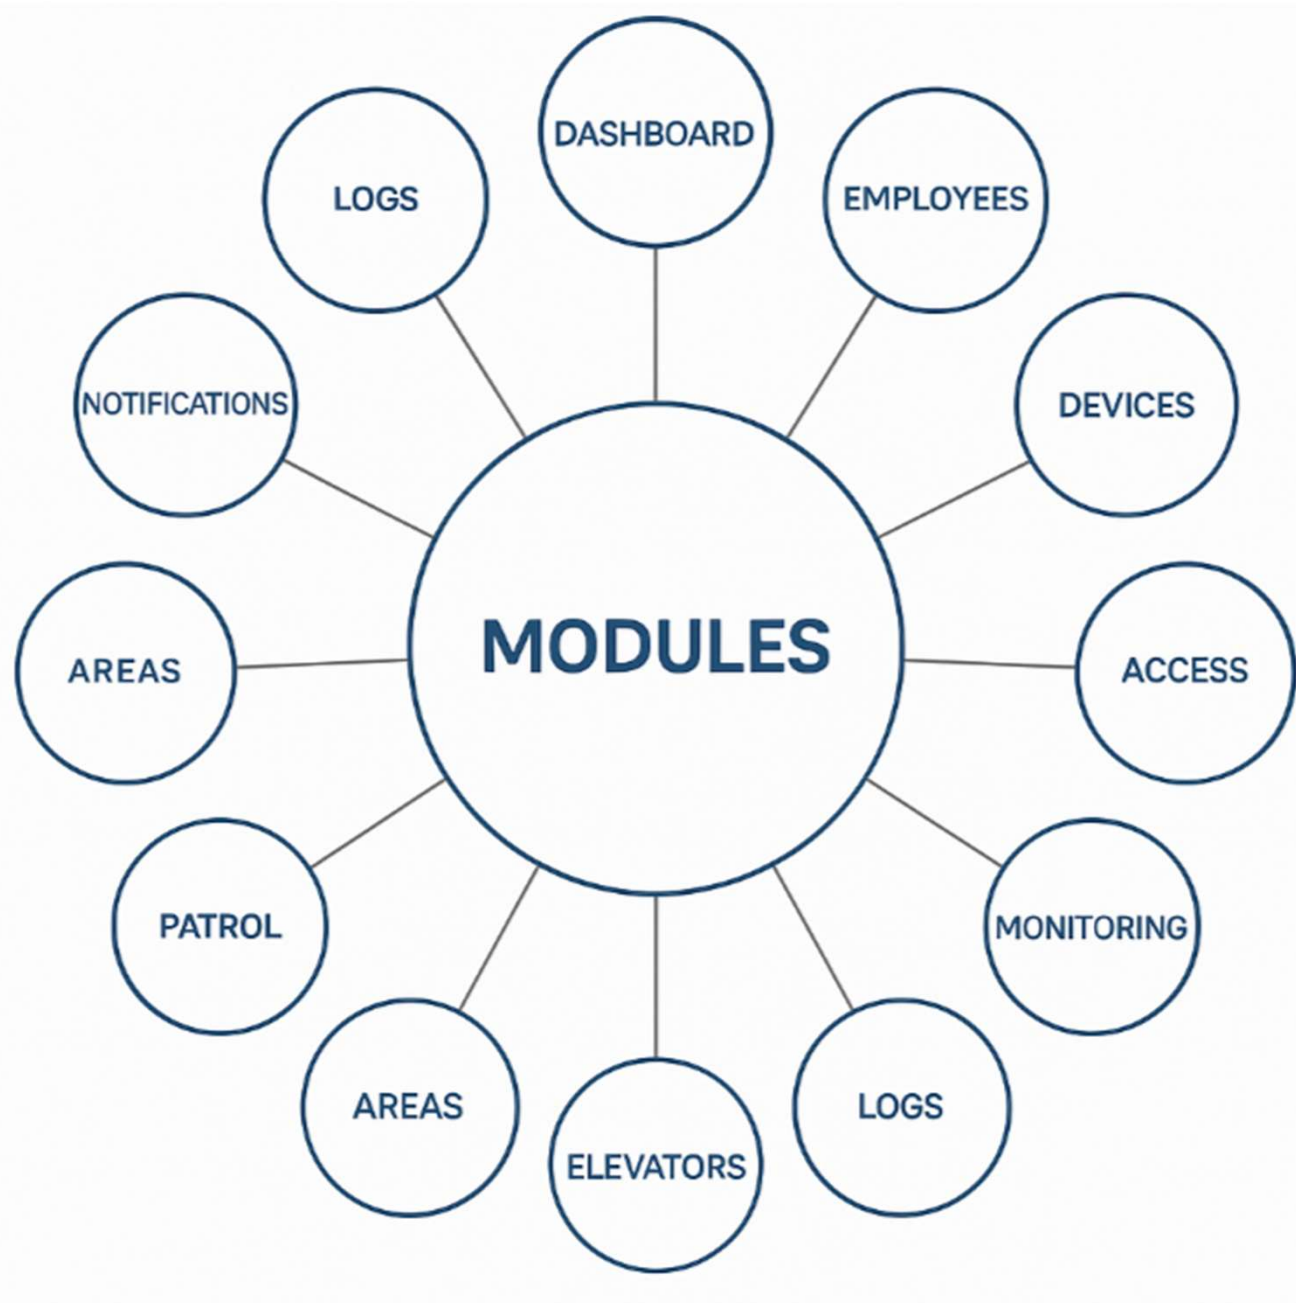 DASHBOARD
LOGS
EMPLOYEES
NOTIFICATIONS
DEVICES
MODULES
AREAS
ACCESS
PATROL
MONITORING
AREAS
LOGS
ELEVATORS